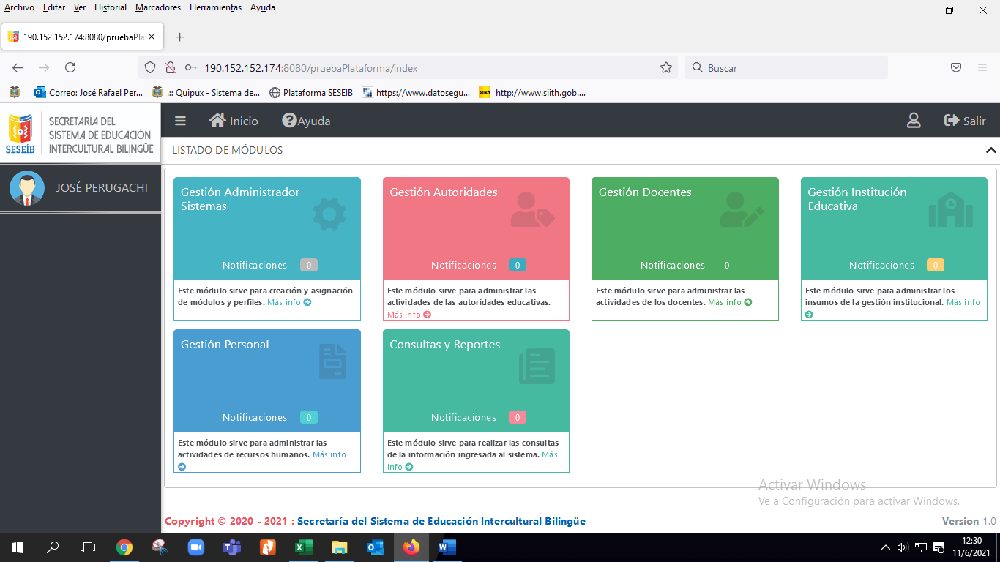 Archivo Editar Ver Historial Marcadores Herramientas Ayuda
190.152.152.174:8080/pruebaPlat
190.152.152.174:8080/pruebaPlataforma/index
Buscar
Correo: José Rafael Per...
.:: Quipux - Sistema de...
Plataforma SESEIB
https://www.datosegu...
SIITH
http://www.siith.gob....
SESEIB
SECRETARÍA DEL
SISTEMA DE EDUCACIÓN
INTERCULTURAL BILINGÜE
Inicio
Ayuda
Salir
LISTADO DE MÓDULOS
JOSÉ PERUGACHI
Gestión Administrador
Sistemas
Notificaciones 0
Este módulo sirve para creación y asignación
de módulos y perfiles. Más info
Gestión Autoridades
Notificaciones 0
Este módulo sirve para administrar las
actividades de las autoridades educativas.
Más info
Gestión Docentes
Notificaciones 0
Este módulo sirve para administrar las
actividades de los docentes. Más info
Gestión Institución
Educativa
Notificaciones 0
Este módulo sirve para administrar los
insumos de la gestión institucional. Más info
Gestión Personal
Notificaciones 0
Este módulo sirve para administrar las
actividades de recursos humanos. Más info
Consultas y Reportes
Notificaciones 0
Este módulo sirve para realizar las consultas
de la información ingresada al sistema. Más
info
Activar Windows
Ve a Configuración para activar Windows.
Copyright © 2020 - 2021 : Secretaría del Sistema de Educación Intercultural Bilingüe
Version 1.0
12:30
11/6/2021